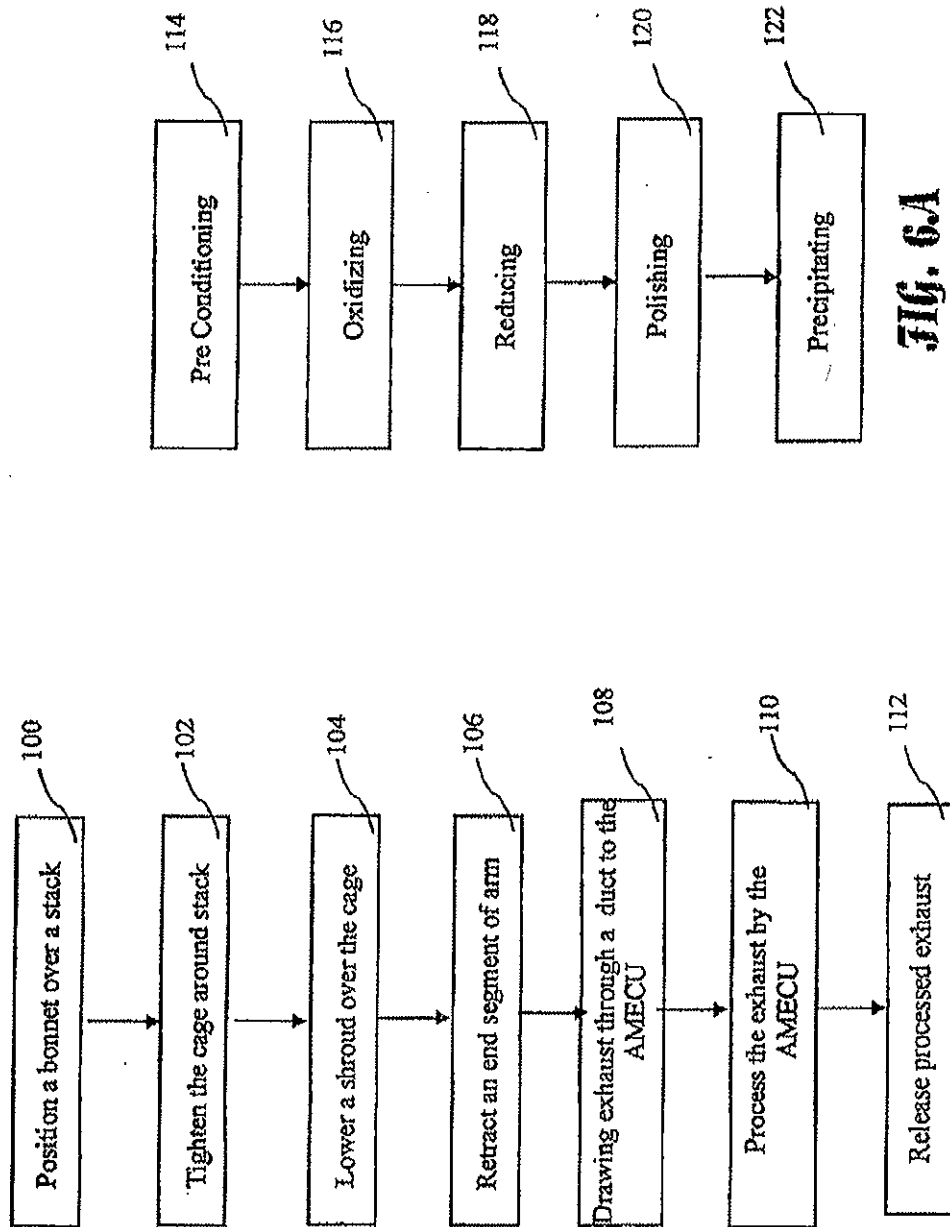 Position a bonnet over a stack
100
Tighten the cage around stack
102
Lower a shroud over the cage
104
Retract an end segment of arm
106
Drawing exhaust through a duct to the
AMECU
108
Process the exhaust by the
AMECU
110
Release processed exhaust
112
Pre Conditioning
114
Oxidizing
116
Reducing
118
Polishing
120
Precipitating
122
FIG. 6A